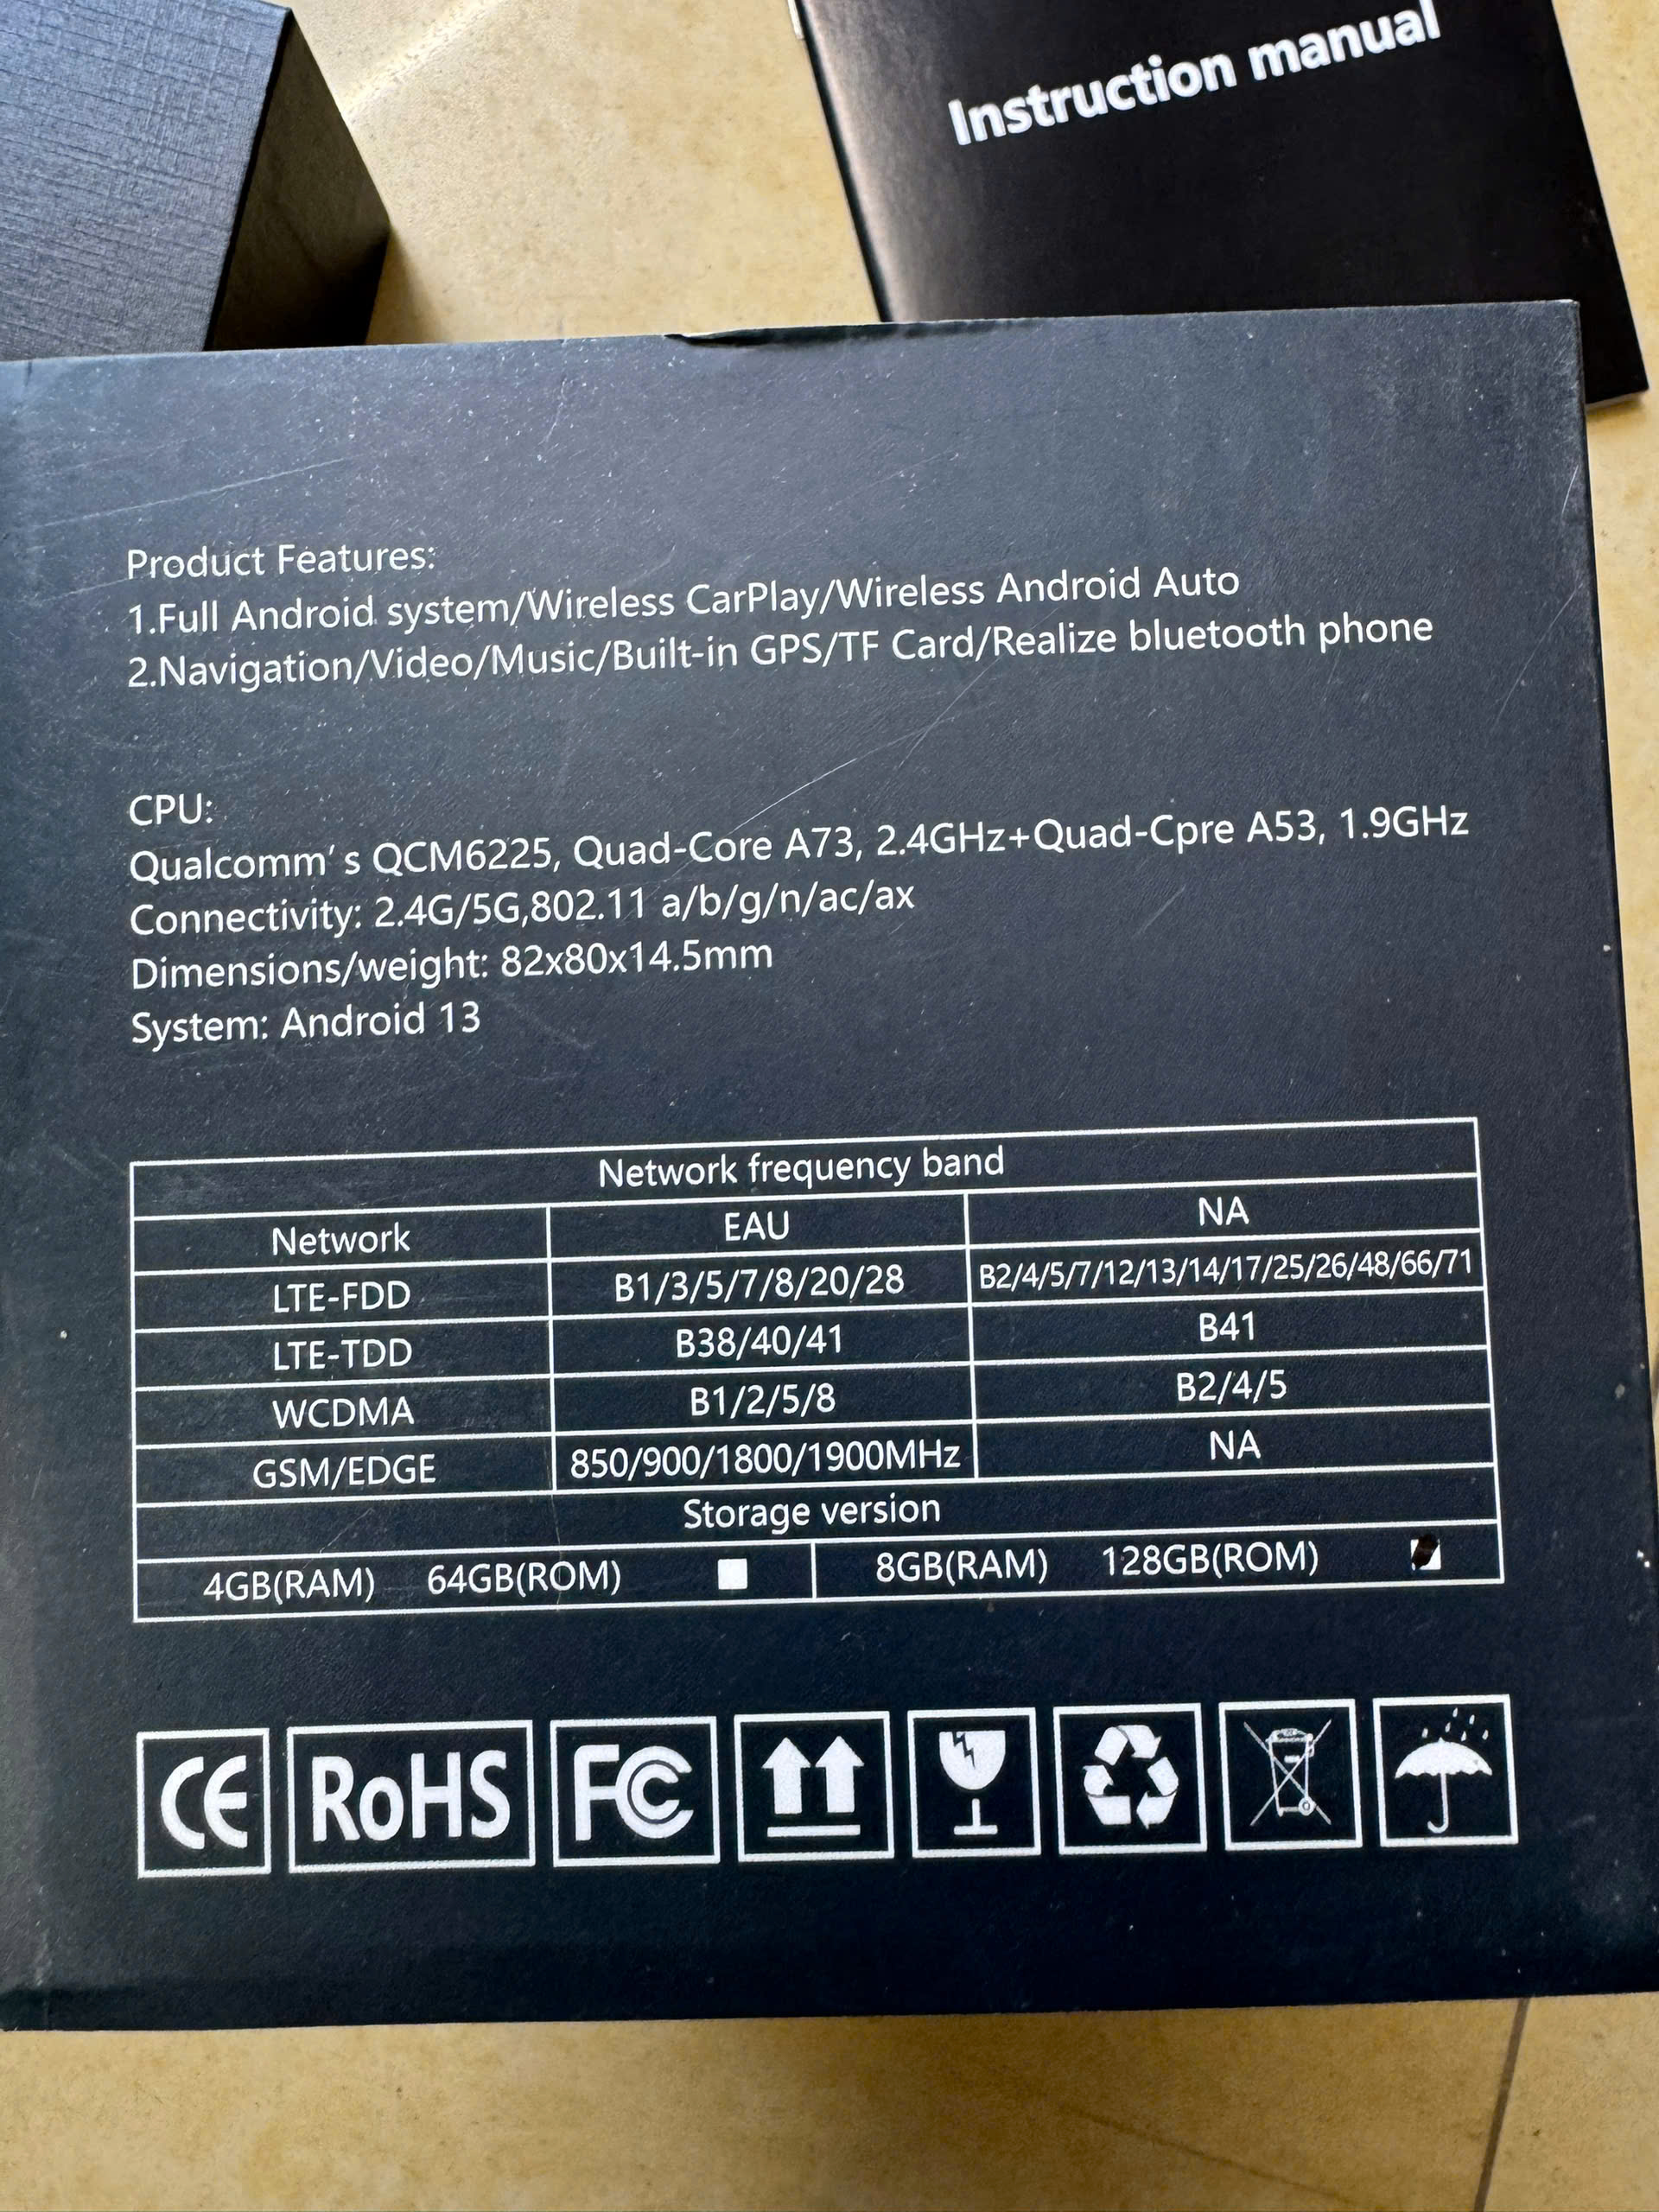 Instruction manual
Product Features:
1.Full Android system/Wireless CarPlay/Wireless Android Auto
2.Navigation/Video/Music/Built-in GPS/TF Card/Realize bluetooth phone
CPU:
Qualcomm's QCM6225, Quad-Core A73, 2.4GHz+Quad-Cpre A53, 1.9GHz
Connectivity: 2.4G/5G,802.11 a/b/g/n/ac/ax
Dimensions/weight: 82x80x14.5mm
System: Android 13
Network frequency band
Network EAU NA
LTE-FDD B1/3/5/7/8/20/28 B2/4/5/7/12/13/14/17/25/26/48/66/71
LTE-TDD B38/40/41 B41
WCDMA B1/2/5/8 B2/4/5
GSM/EDGE 850/900/1800/1900MHz NA
Storage version
4GB(RAM) 64GB(ROM) 8GB(RAM) 128GB(ROM)
CE RoHS FC